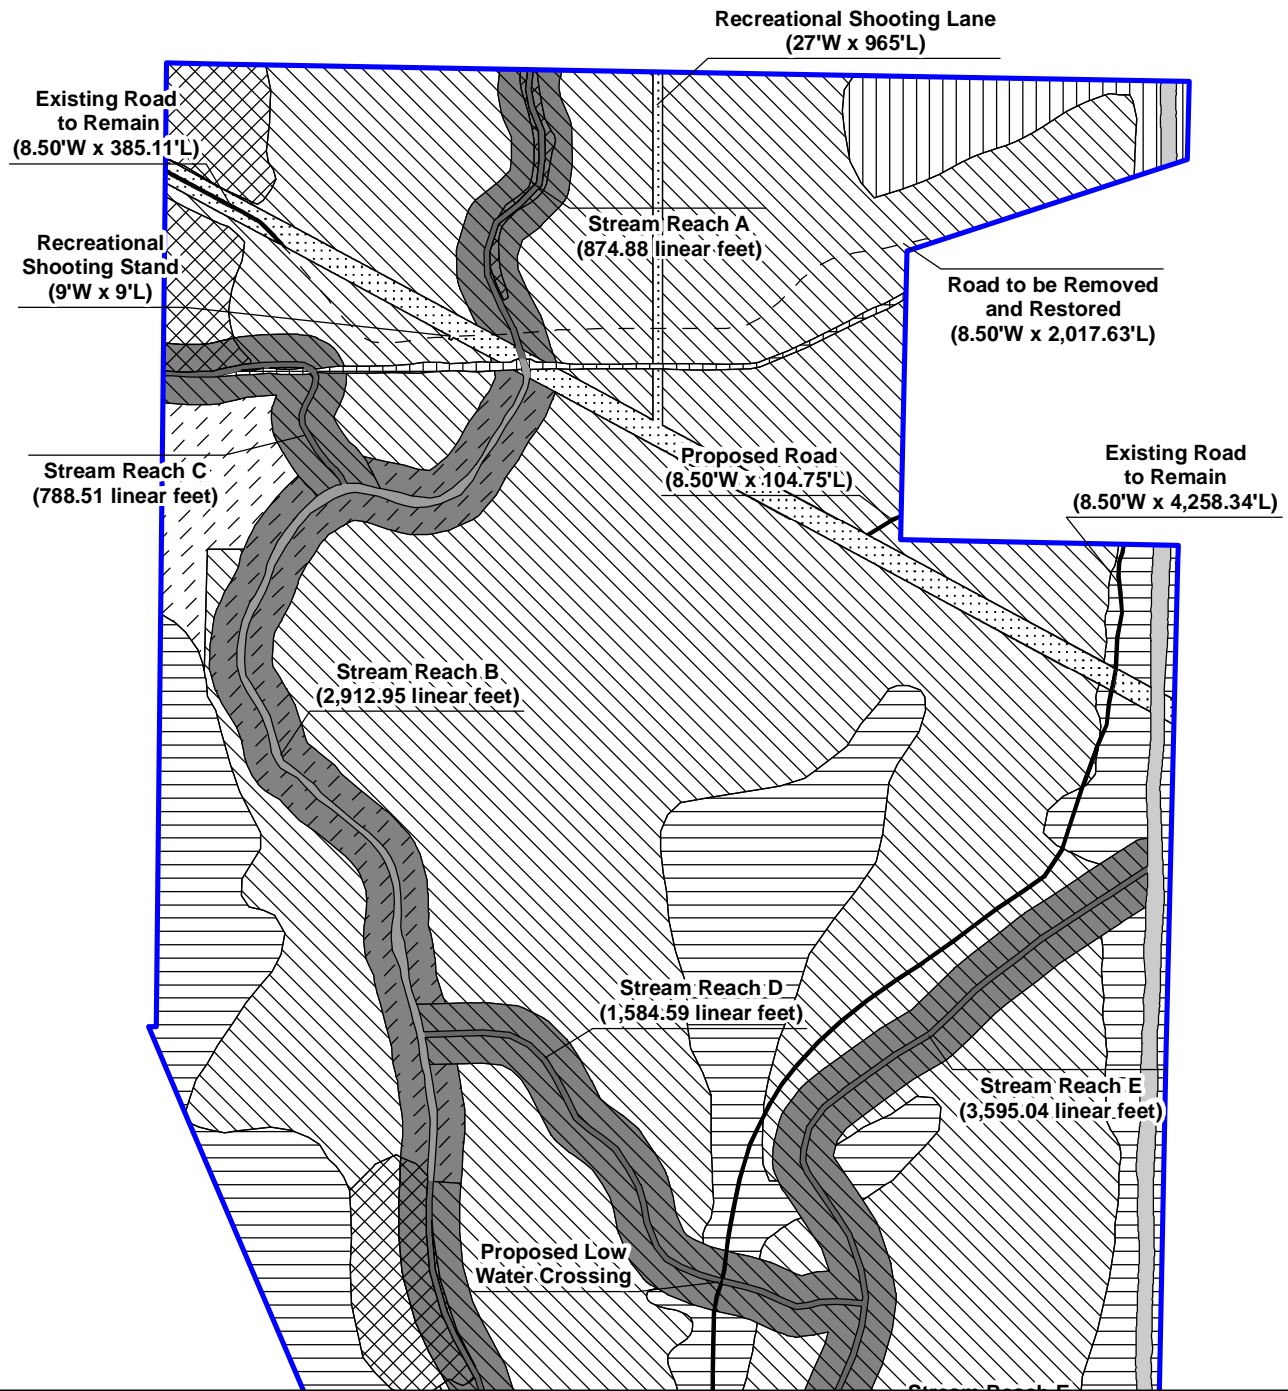 Recreational Shooting Lane
(27'W x 965'L)
Existing Road
to Remain
(8.50'W x 385.11'L)
Stream Reach A
(874.88 linear feet)
Recreational
Shooting Stand
(9'W x 9'L)
Road to be Removed
and Restored
(8.50'W x 2,017.63'L)
Stream Reach C
(788.51 linear feet)
Proposed Road
(8.50'W x 104.75'L)
Existing Road
to Remain
(8.50'W x 4,258.34'L)
Stream Reach B
(2,912.95 linear feet)
Stream Reach D
(1,584.59 linear feet)
Stream Reach E
(3,595.04 linear feet)
Proposed Low
Water Crossing
Stream Reach